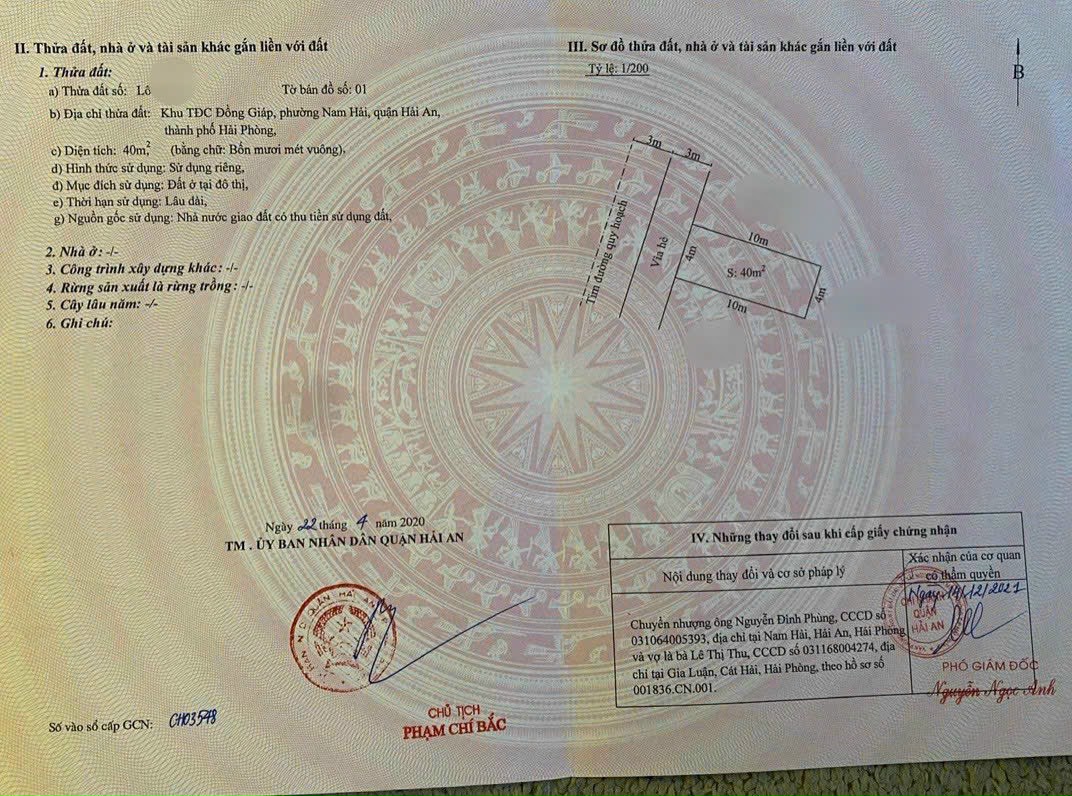 II. Thửa đất, nhà ở và tài sản khác gắn liền với đất
1. Thửa đất:
a) Thửa đất số: Lô
Tờ bản đồ số: 01
b) Địa chỉ thửa đất: Khu TĐC Đồng Giáp, phường Nam Hải, quận Hải An,
thành phố Hải Phòng,
c) Diện tích: 40m², (bằng chữ: Bốn mươi mét vuông),
d) Hình thức sử dụng: Sử dụng riêng,
đ) Mục đích sử dụng: Đất ở tại đô thị,
e) Thời hạn sử dụng: Lâu dài,
g) Nguồn gốc sử dụng: Nhà nước giao đất có thu tiền sử dụng đất,
2. Nhà ở: -/-
3. Công trình xây dựng khác: -/-
4. Rừng sản xuất là rừng trồng: -/-
5. Cây lâu năm: -/-
6. Ghi chú:
Ngày 22 tháng 4 năm 2020
TM . ỦY BAN NHÂN DÂN QUẬN HẢI AN
CHỦ TỊCH
PHẠM CHÍ BẮC
Số vào sổ cấp GCN: CH03548
III. Sơ đồ thửa đất, nhà ở và tài sản khác gắn liền với đất
Tỷ lệ: 1/200
B
3m
3m
Tim đường quy hoạch
Vỉa hè
4m
10m
S: 40m²
10m
4m
IV. Những thay đổi sau khi cấp giấy chứng nhận
Nội dung thay đổi và cơ sở pháp lý
Xác nhận của cơ quan
có thẩm quyền
Chuyển nhượng ông Nguyễn Đình Phùng, CCCD số
031064005393, địa chỉ tại Nam Hải, Hải An, Hải Phòng
và vợ là bà Lê Thị Thu, CCCD số 031168004274, địa
chỉ tại Gia Luận, Cát Hải, Hải Phòng, theo hồ sơ số
001836.CN.001.
Ngày 14/12/2021
QUẬN
HẢI AN
PHÓ GIÁM ĐỐC
Nguyễn Ngọc Anh